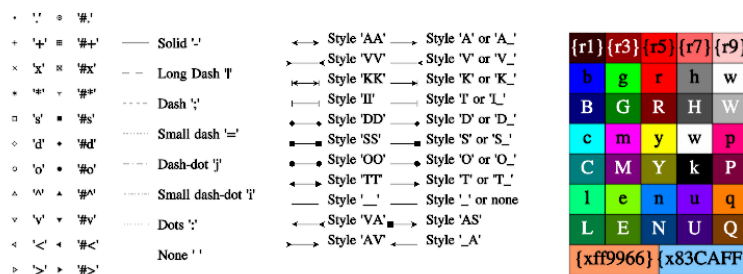 '.' '#.'
'+' '#+'
'x' '#x'
'*' '#*'
's' '#s'
'd' '#d'
'o' '#o'
'^' '#^'
'v' '#v'
'<' '#<'
'>' '#>'
Solid '-'
Long Dash '|'
Dash ';'
Small dash '='
Dash-dot 'j'
Small dash-dot 'i'
Dots ':'
None ' '
Style 'AA' Style 'A' or 'A_'
Style 'VV' Style 'V' or 'V_'
Style 'KK' Style 'K' or 'K_'
Style 'II' Style 'I' or 'I_'
Style 'DD' Style 'D' or 'D_'
Style 'SS' Style 'S' or 'S_'
Style 'OO' Style 'O' or 'O_'
Style 'TT' Style 'T' or 'T_'
Style '__' Style '_' or none
Style 'VA' Style 'AS'
Style 'AV' Style '_A'
{r1} {r3} {r5} {r7} {r9}
b g r h w
B G R H W
c m y w p
C M Y k P
l e n u q
L E N U Q
{xff9966} {x83CAFF}